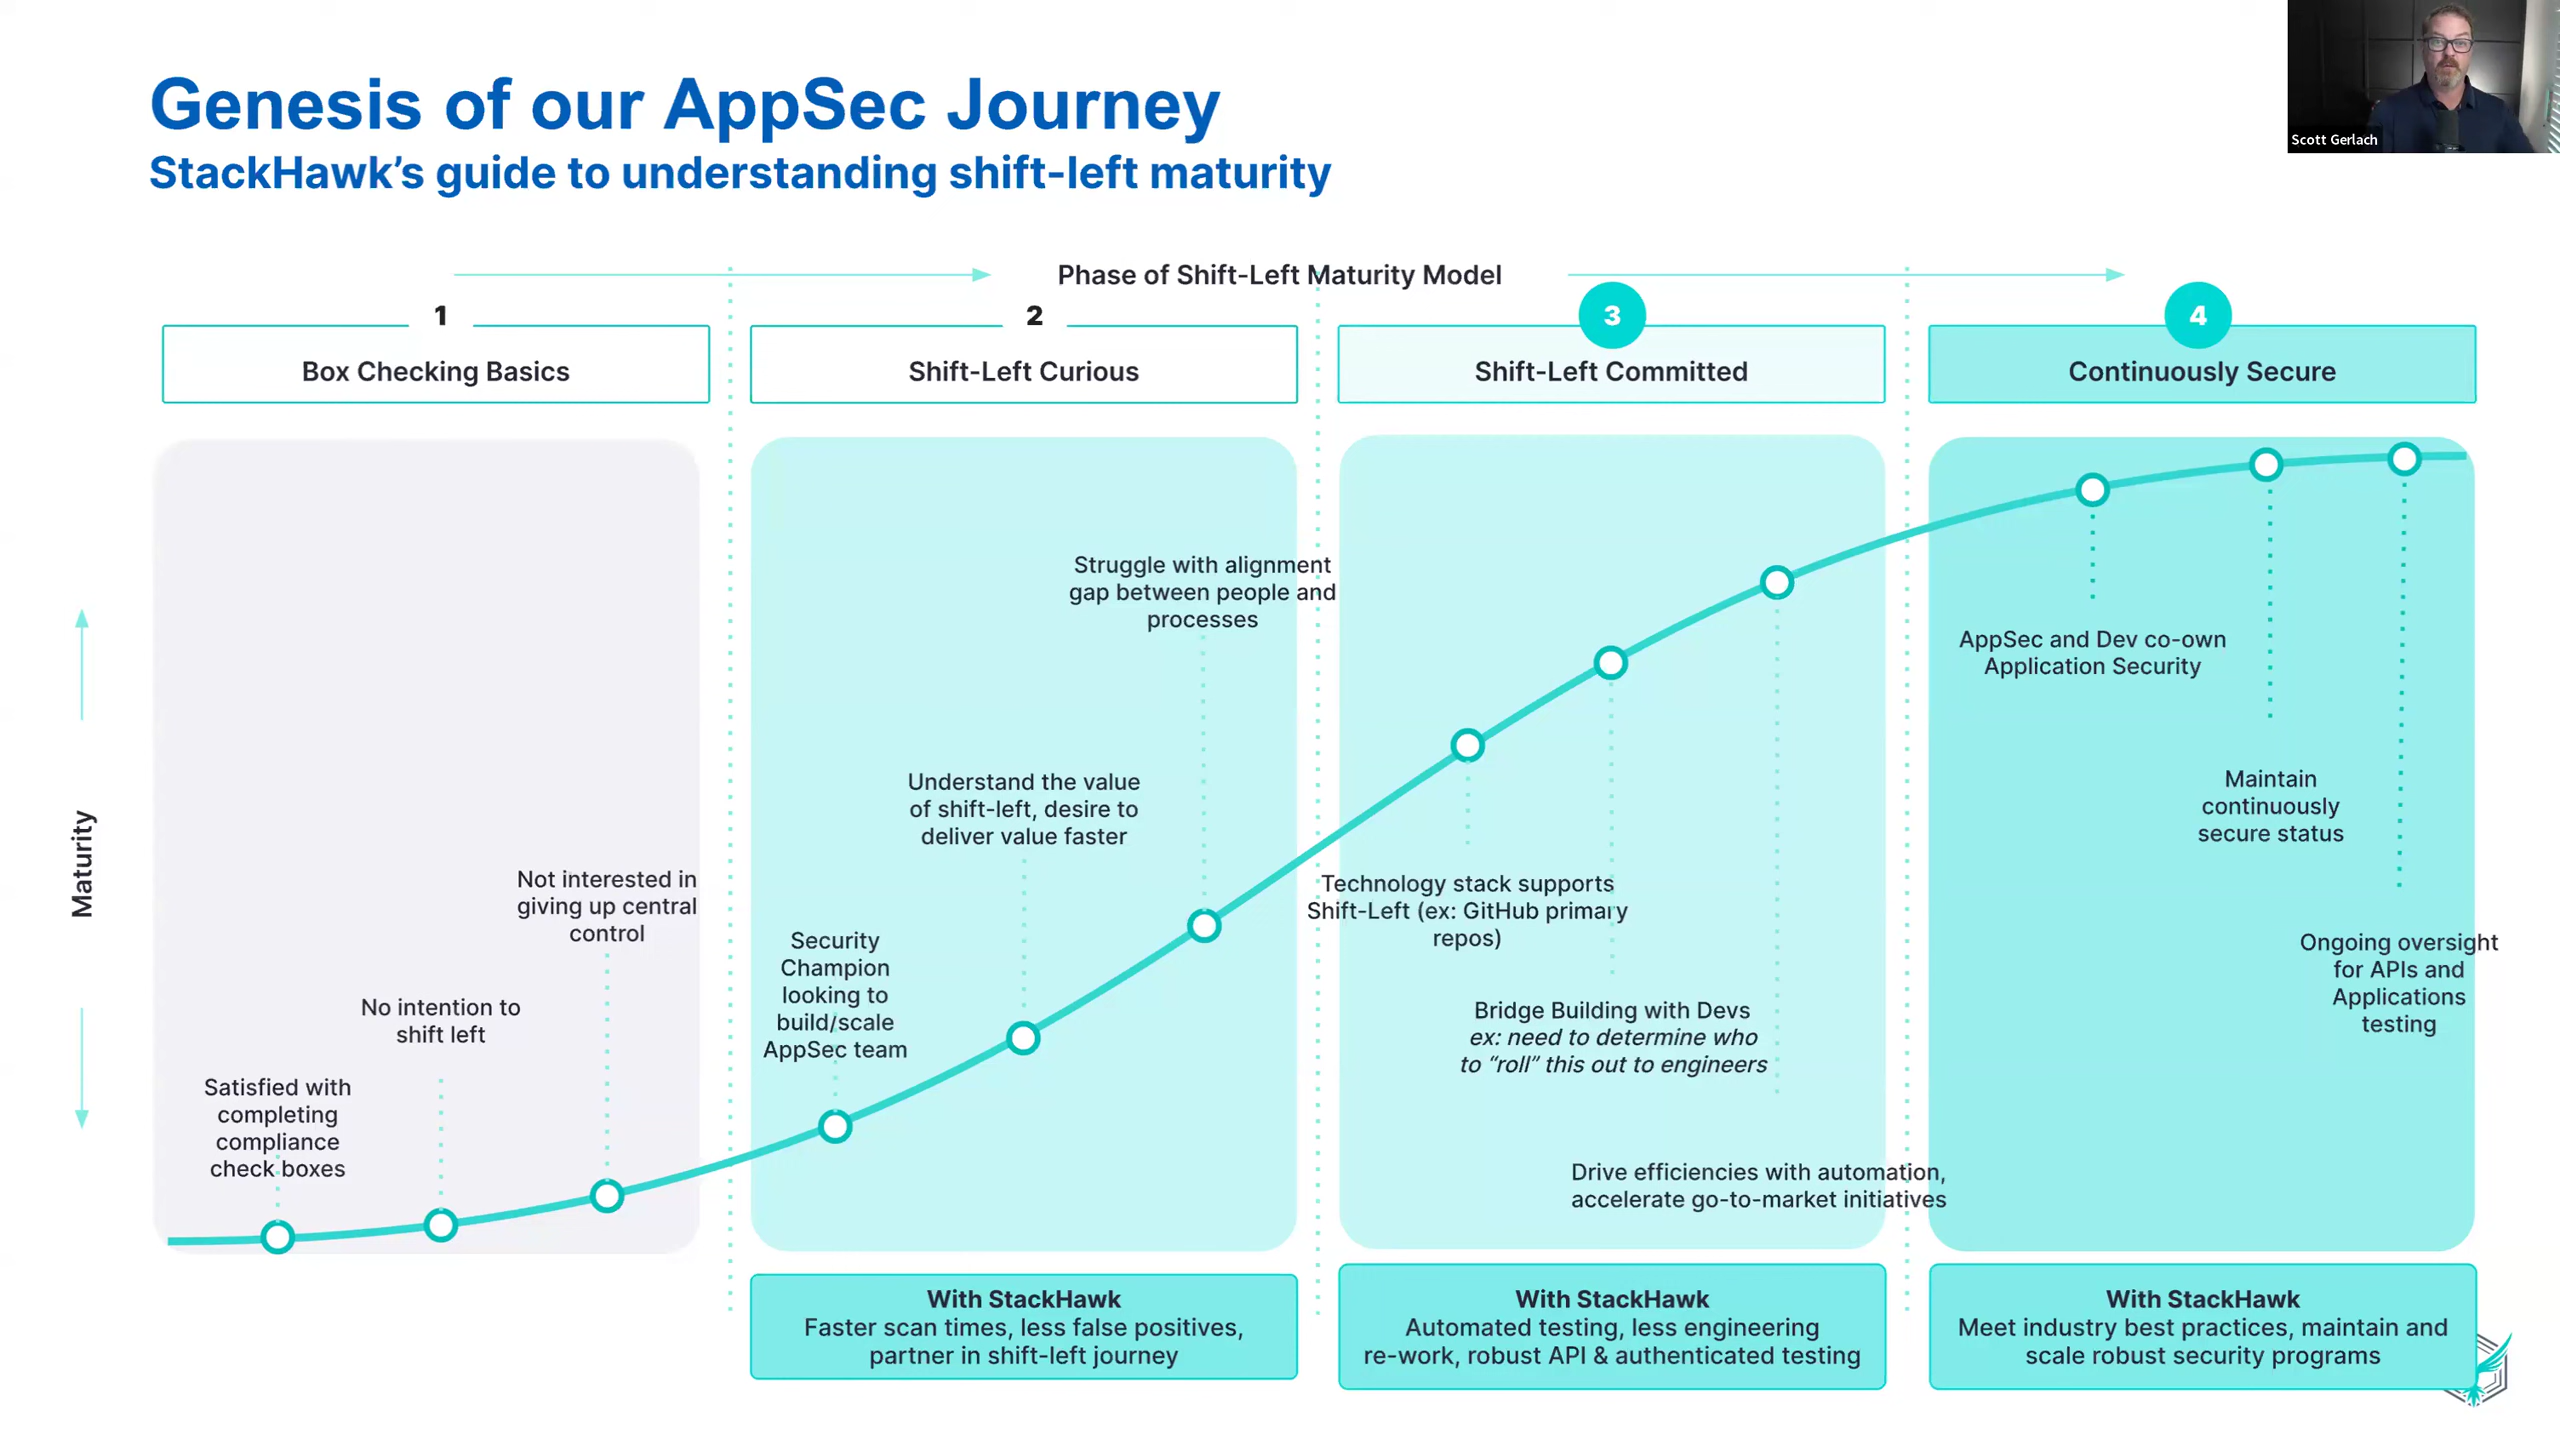 Genesis of our AppSec Journey
StackHawk’s guide to understanding shift-left maturity
Scott Gerlach
Phase of Shift-Left Maturity Model
1
Box Checking Basics
2
Shift-Left Curious
3
Shift-Left Committed
4
Continuously Secure
Maturity
Satisfied with
completing
compliance
check boxes
No intention to
shift left
Not interested in
giving up central
control
Security
Champion
looking to
build/scale
AppSec team
Understand the value
of shift-left, desire to
deliver value faster
Struggle with alignment
gap between people and
processes
Technology stack supports
Shift-Left (ex: GitHub primary
repos)
Bridge Building with Devs
ex: need to determine who
to “roll” this out to engineers
Drive efficiencies with automation,
accelerate go-to-market initiatives
AppSec and Dev co-own
Application Security
Maintain
continuously
secure status
Ongoing oversight
for APIs and
Applications
testing
With StackHawk
Faster scan times, less false positives,
partner in shift-left journey
With StackHawk
Automated testing, less engineering
re-work, robust API & authenticated testing
With StackHawk
Meet industry best practices, maintain and
scale robust security programs